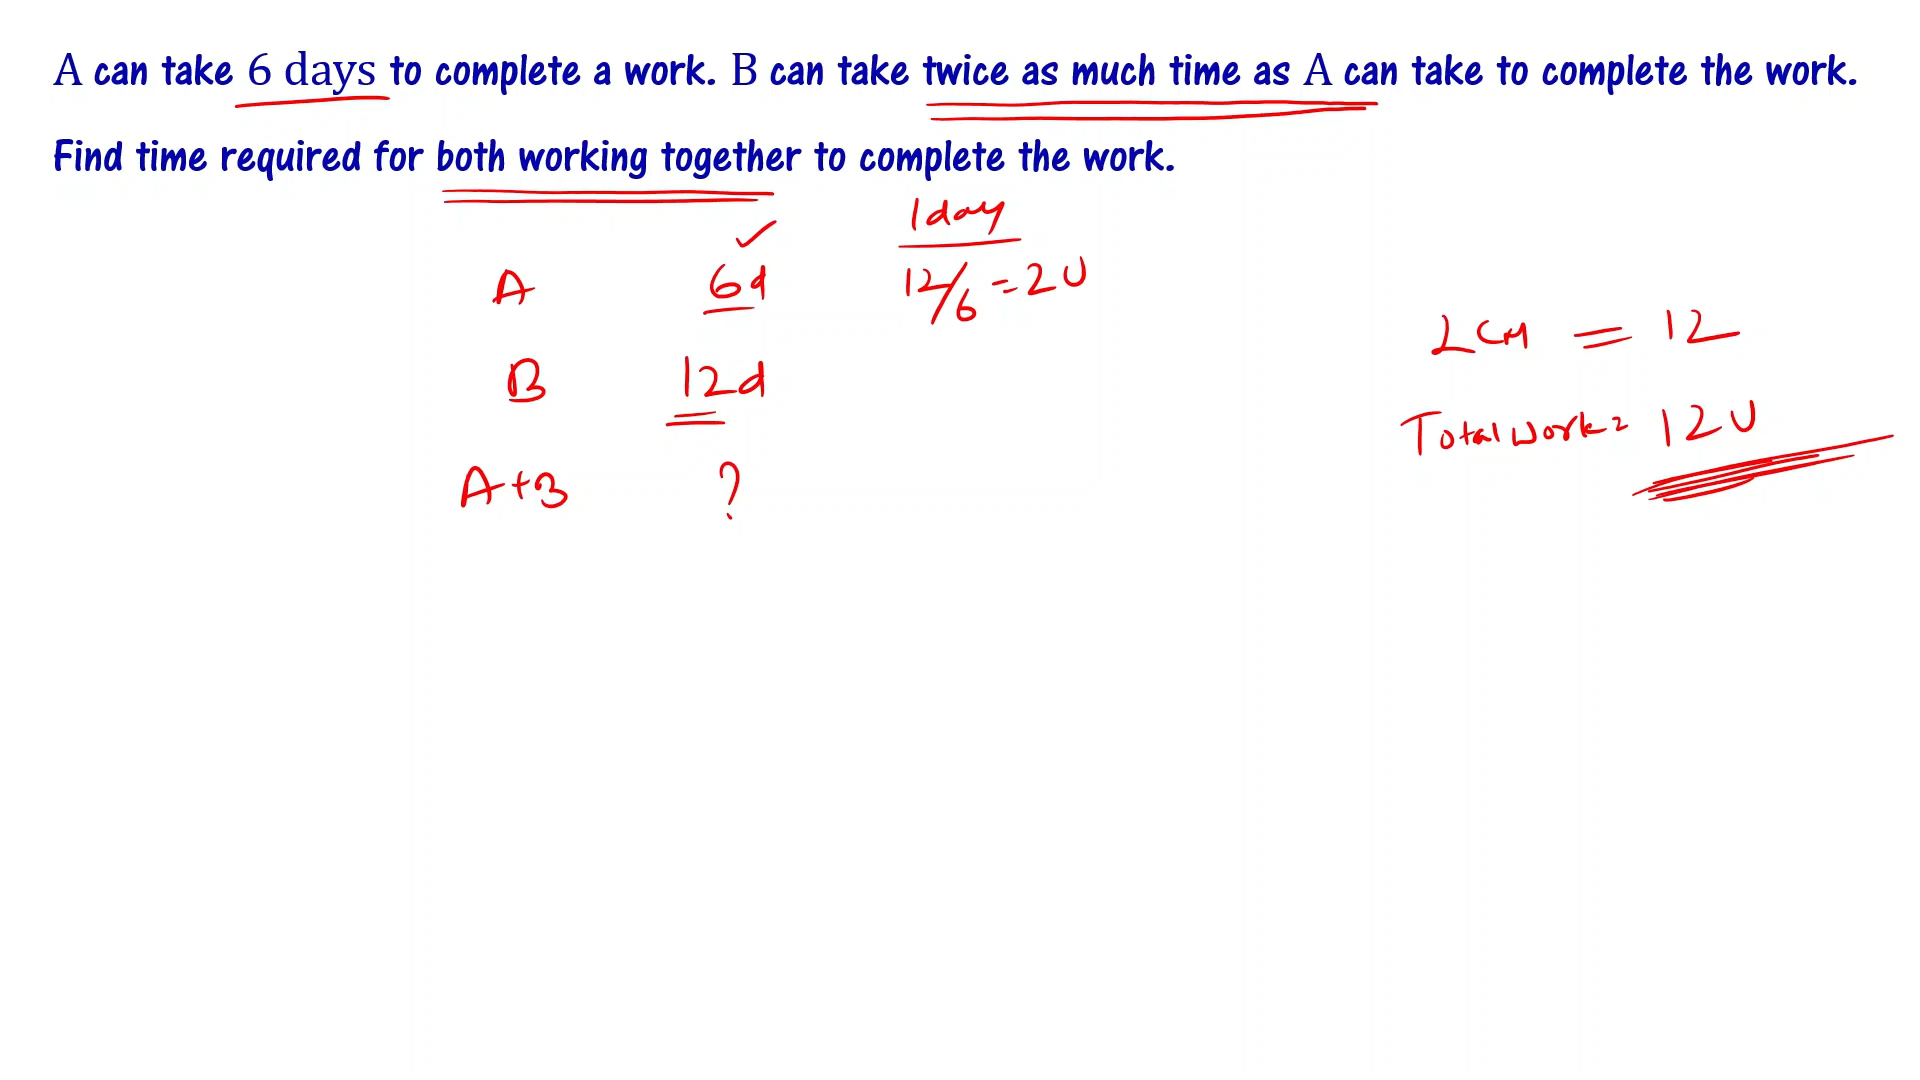 A can take 6 days to complete a work. B can take twice as much time as A can take to complete the work.
Find time required for both working together to complete the work.
1day
A 6d 12/6 = 2U
LCM = 12
B 12d
Total work = 12U
A+B ?